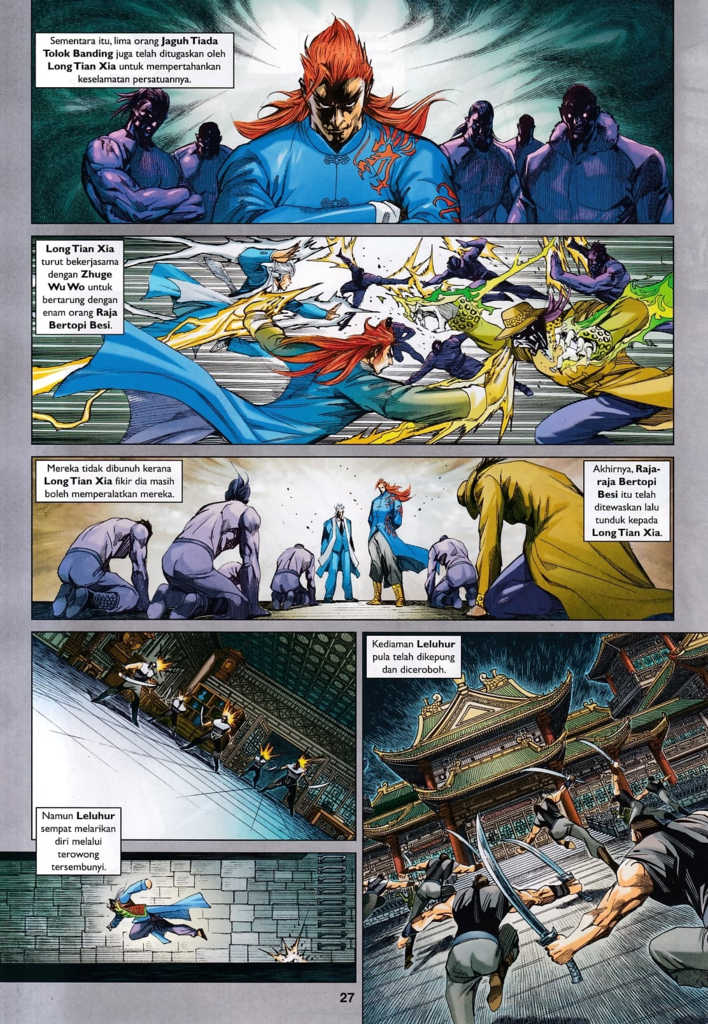 Sementara itu, lima orang Jaguh Tiada
Tolok Banding juga telah ditugaskan oleh
Long Tian Xia untuk mempertahankan
keselamatan persatuannya.
Long Tian Xia
turut bekerjasama
dengan Zhuge
Wu Wo untuk
bertarung dengan
enam orang Raja
Bertopi Besi.
Mereka tidak dibunuh kerana
Long Tian Xia fikir dia masih
boleh memperalatkan mereka.
Akhirnya, Raja-
raja Bertopi
Besi itu telah
ditewaskan lalu
tunduk kepada
Long Tian Xia.
Kediaman Leluhur
pula telah dikepung
dan diceroboh.
Namun Leluhur
sempat melarikan
diri melalui
terowong
tersembunyi.
27